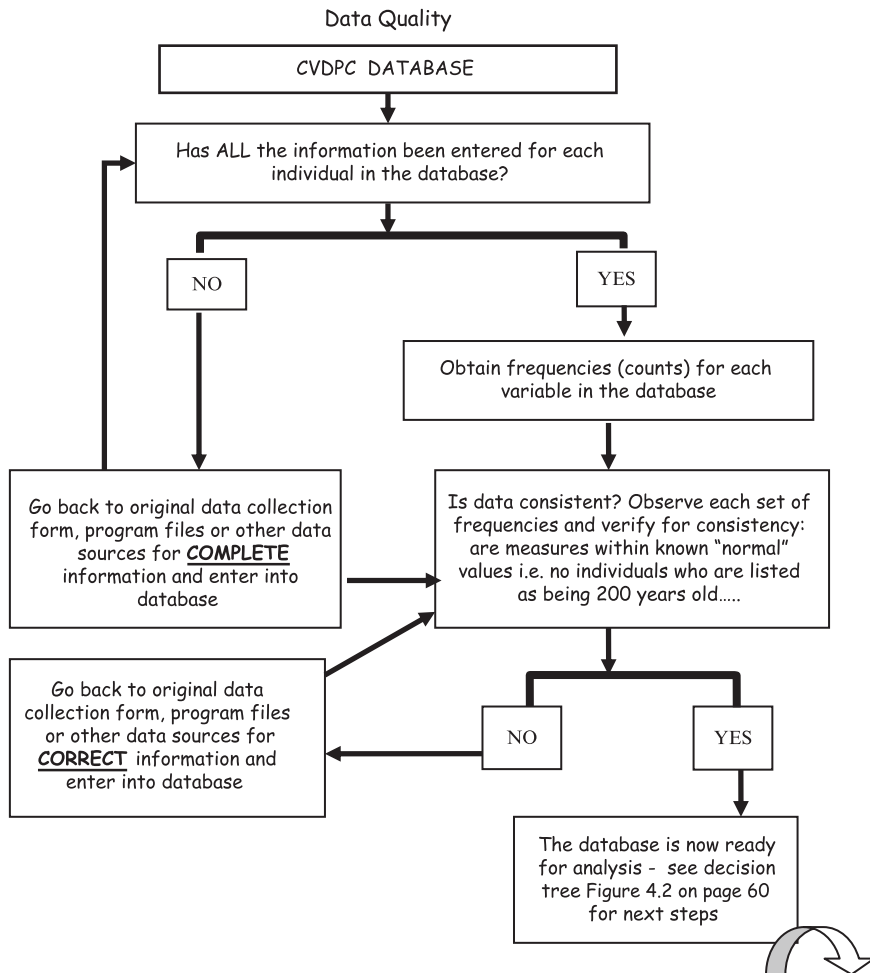 Data Quality
CVDPC DATABASE
Has ALL the information been entered for each
individual in the database?
NO
YES
Obtain frequencies (counts) for each
variable in the database
Go back to original data collection
form, program files or other data
sources for COMPLETE
information and enter into
database
Is data consistent? Observe each set of
frequencies and verify for consistency:
are measures within known “normal”
values i.e. no individuals who are listed
as being 200 years old…..
Go back to original data
collection form, program files
or other data sources for
CORRECT information and
enter into database
NO
YES
The database is now ready
for analysis - see decision
tree Figure 4.2 on page 60
for next steps